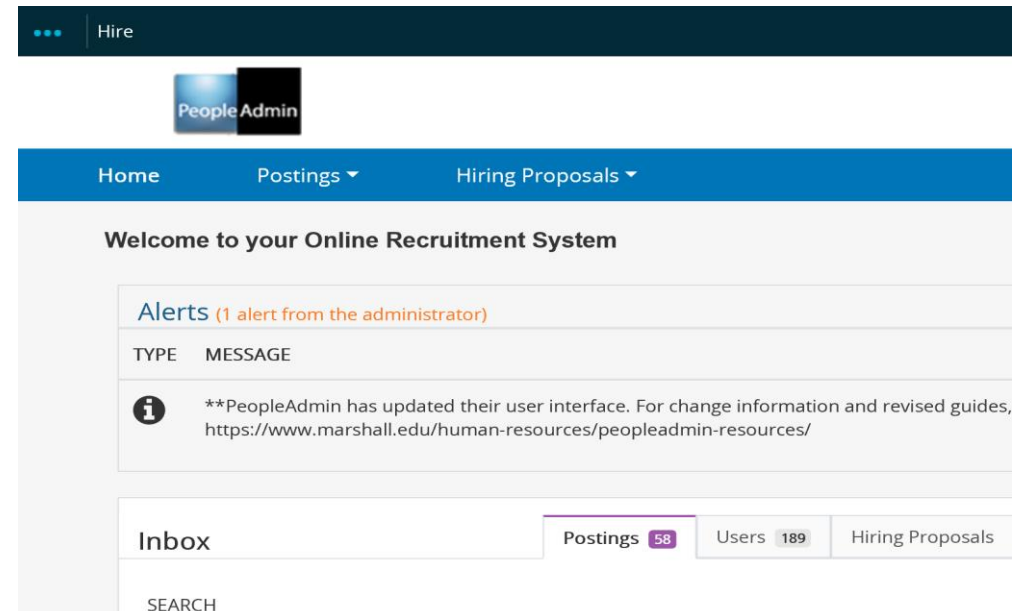 ••• Hire
PeopleAdmin
Home Postings Hiring Proposals
Welcome to your Online Recruitment System
Alerts (1 alert from the administrator)
TYPE MESSAGE
**PeopleAdmin has updated their user interface. For change information and revised guides,
https://www.marshall.edu/human-resources/peopleadmin-resources/
Inbox Postings 58 Users 189 Hiring Proposals
SEARCH